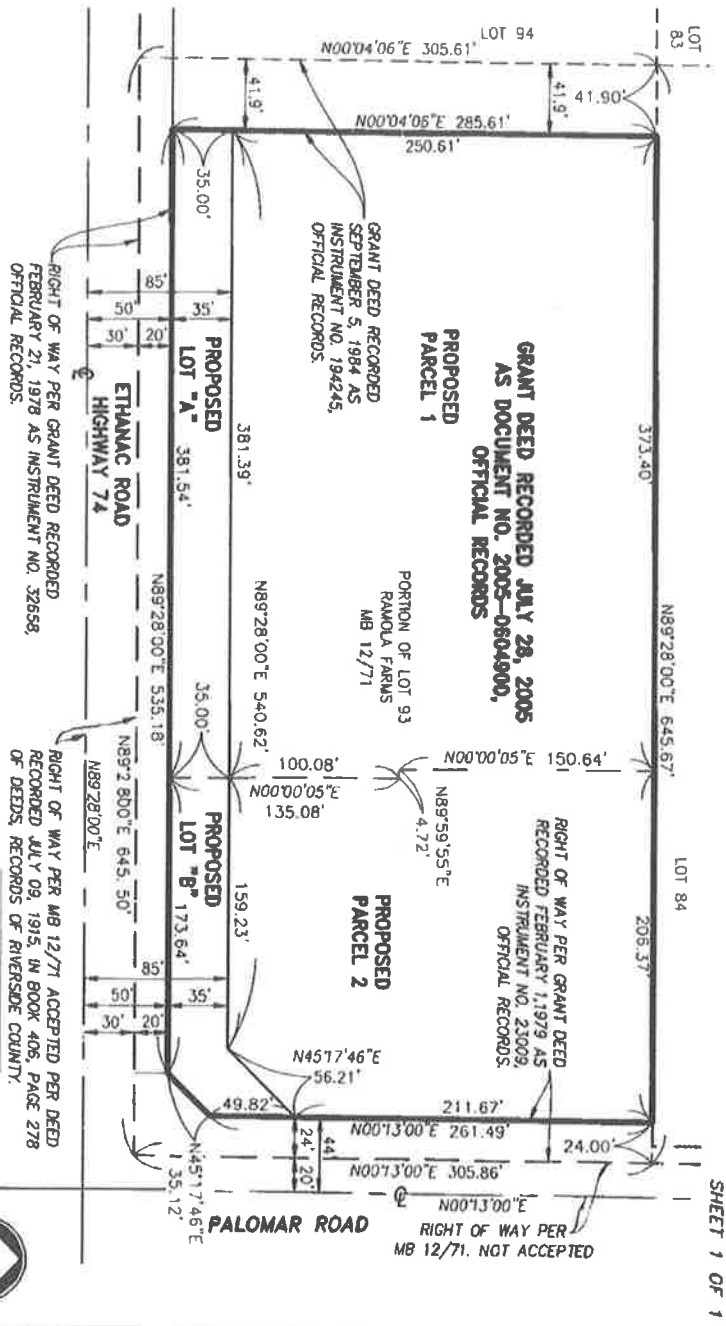 SHEET 1 OF 1
LOT
83
LOT 94
LOT 84
N00°04'06"E 305.61'
41.9'
41.9'
41.90'
N00°04'06"E 285.61'
250.61'
35.00'
373.40'
N89°28'00"E 645.67'
206.37'
24.00'
GRANT DEED RECORDED JULY 28, 2005
AS DOCUMENT NO. 2005-0604900,
OFFICIAL RECORDS
PROPOSED
PARCEL 1
GRANT DEED RECORDED
SEPTEMBER 5, 1984 AS
INSTRUMENT NO. 194245,
OFFICIAL RECORDS.
PORTION OF LOT 93
RAMOLA FARMS
MB 12/71
N00°00'05"E 150.64'
N89°59'55"E
4.72'
100.08'
N00°00'05"E
135.08'
RIGHT OF WAY PER GRANT DEED
RECORDED FEBRUARY 1,1979 AS
INSTRUMENT NO. 23009,
OFFICIAL RECORDS.
PROPOSED
PARCEL 2
211.67'
N00°13'00"E 261.49'
N00°13'00"E 305.86'
N00°13'00"E
N45°17'46"E
56.21'
49.82'
24'
20'
44'
N45°17'46"E
35.12'
PALOMAR ROAD
RIGHT OF WAY PER
MB 12/71. NOT ACCEPTED
381.39'
N89°28'00"E 540.62'
159.23'
35.00'
PROPOSED
LOT "A"
381.54'
PROPOSED
LOT "B"
173.64'
85'
50'
35'
30'
20'
85'
50'
35'
30'
20'
N89°28'00"E 535.18'
N89°2 800"E 645.50'
N89°28'00"E
ETHANAC ROAD
HIGHWAY 74
RIGHT OF WAY PER GRANT DEED RECORDED
FEBRUARY 21, 1978 AS INSTRUMENT NO. 32658,
OFFICIAL RECORDS.
RIGHT OF WAY PER MB 12/71 ACCEPTED PER DEED
RECORDED JULY 09, 1915, IN BOOK 406, PAGE 278
OF DEEDS, RECORDS OF RIVERSIDE COUNTY.